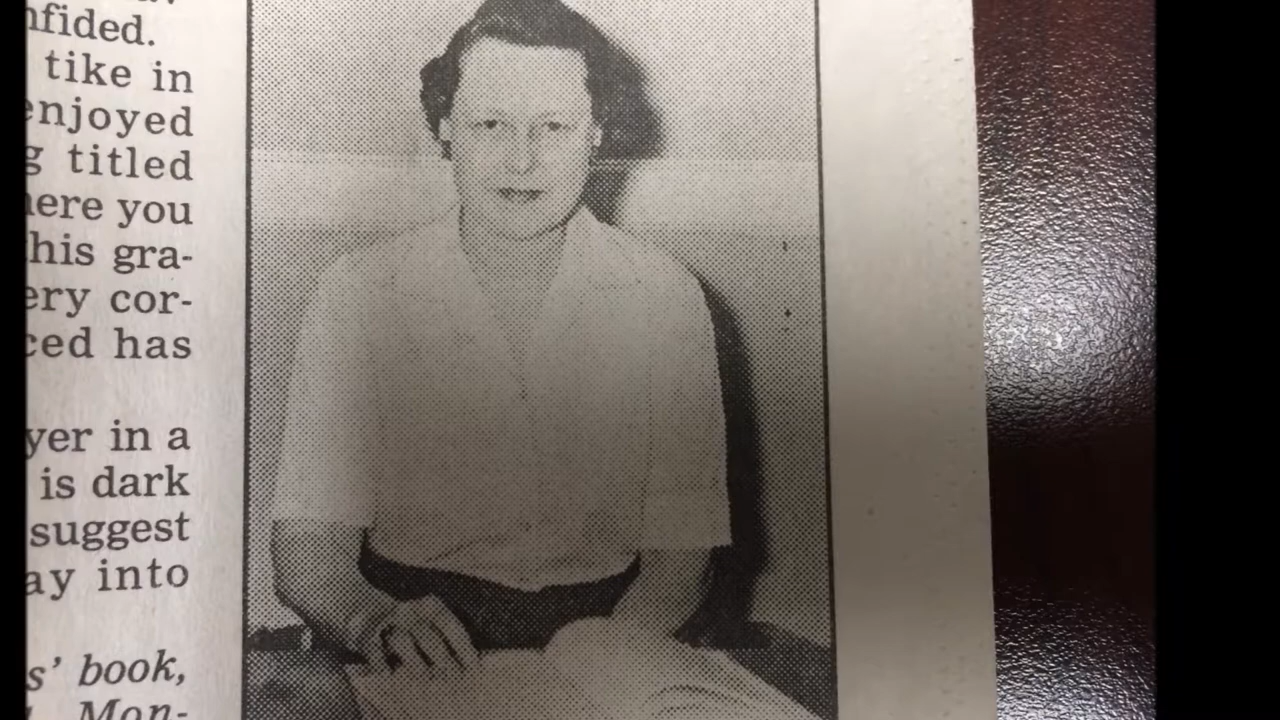 nfided.
tike in
enjoyed
g titled
here you
his gra-
ery cor-
ced has
yer in a
is dark
suggest
ay into
s' book,
Mon-